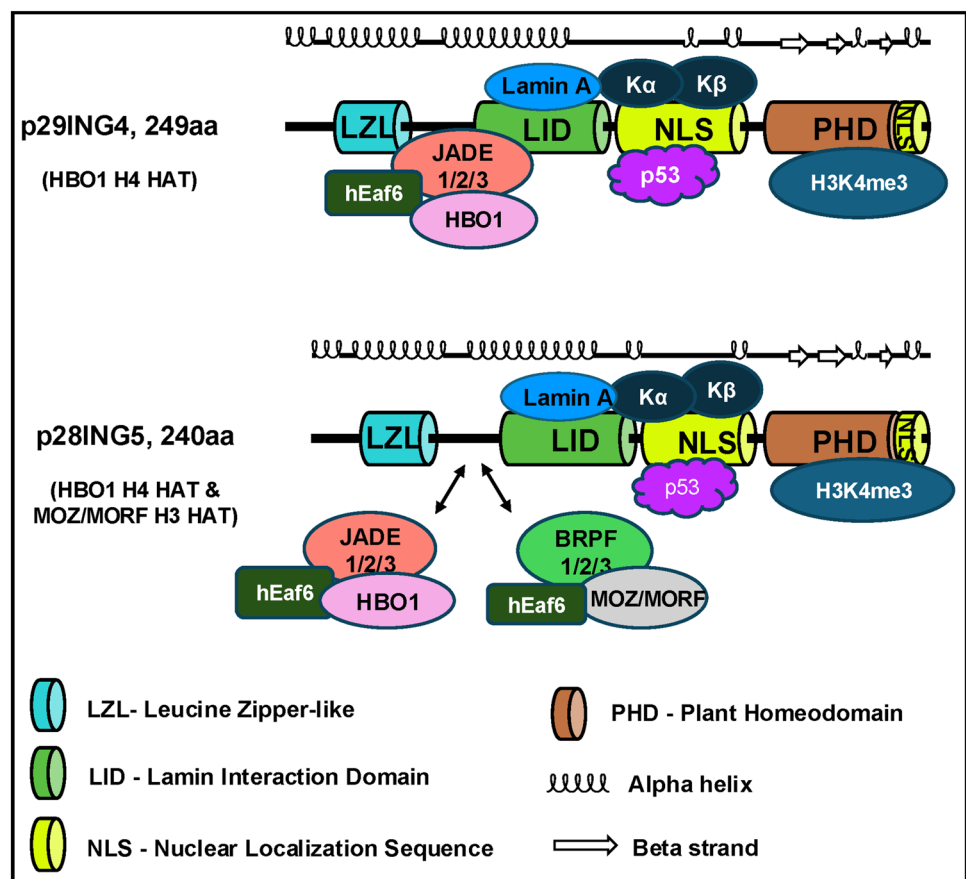 Lamin A
Kα
Kβ
p29ING4, 249aa
LZL
LID
NLS
PHD
NLS
(HBO1 H4 HAT)
JADE
1/2/3
hEaf6
HBO1
p53
H3K4me3
Lamin A
Kα
Kβ
p28ING5, 240aa
LZL
LID
NLS
PHD
NLS
(HBO1 H4 HAT &
MOZ/MORF H3 HAT)
p53
H3K4me3
JADE
1/2/3
hEaf6
HBO1
BRPF
1/2/3
hEaf6
MOZ/MORF
LZL- Leucine Zipper-like
PHD - Plant Homeodomain
LID - Lamin Interaction Domain
Alpha helix
NLS - Nuclear Localization Sequence
Beta strand